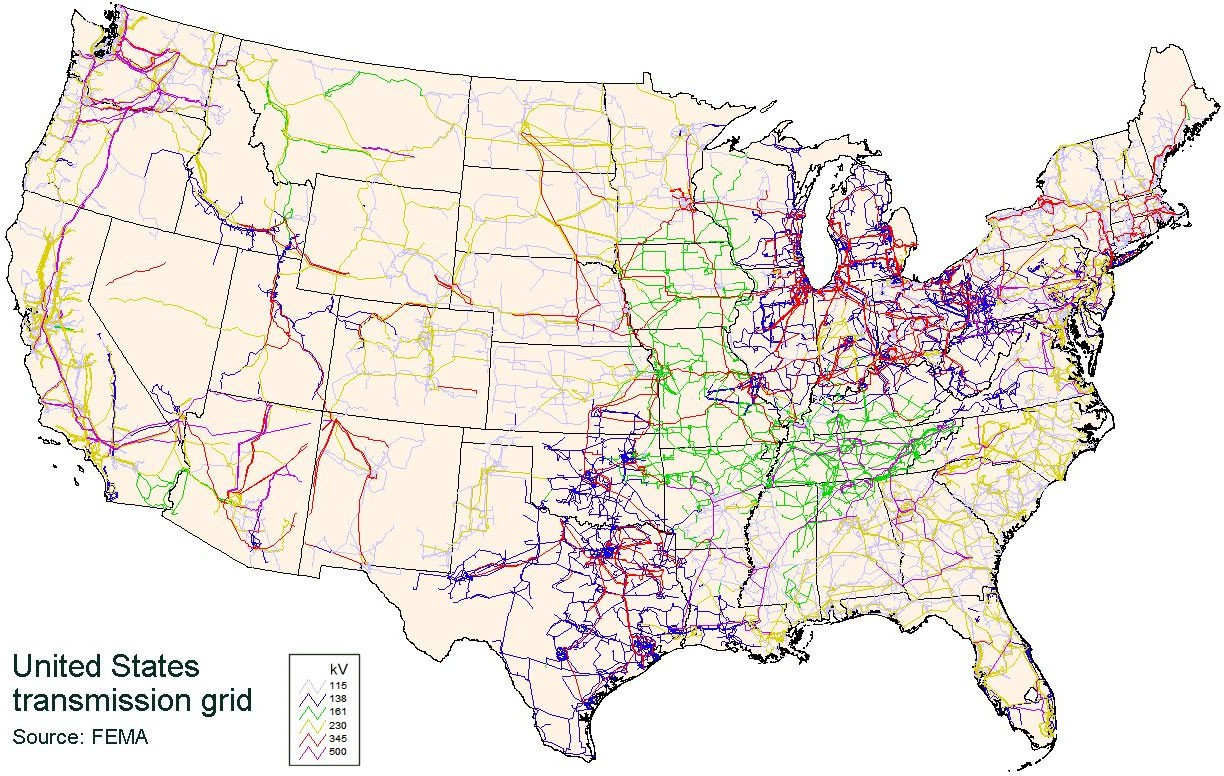 United States
transmission grid
Source: FEMA
kV
115
138
161
230
345
500